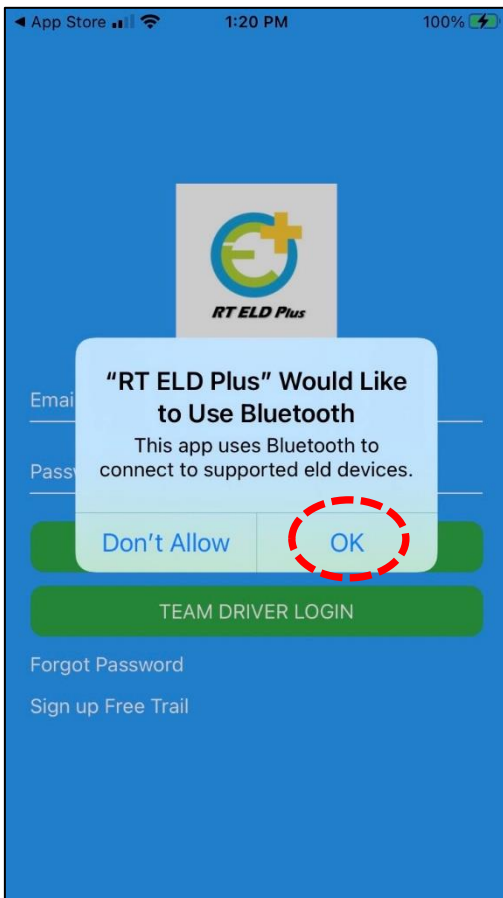 ◀ App Store 1:20 PM 100%
RT ELD Plus
"RT ELD Plus" Would Like
to Use Bluetooth
This app uses Bluetooth to
connect to supported eld devices.
Emai
Passw
Don't Allow OK
TEAM DRIVER LOGIN
Forgot Password
Sign up Free Trail